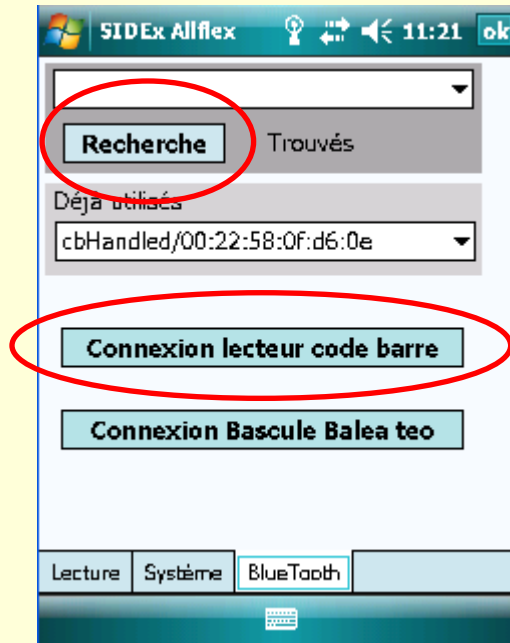 SIDEx Allflex 11:21 ok
Recherche Trouvés
Déjà utilisés
cbHandled/00:22:58:0f:d6:0e
Connexion lecteur code barre
Connexion Bascule Balea teo
Lecture Système BlueTooth